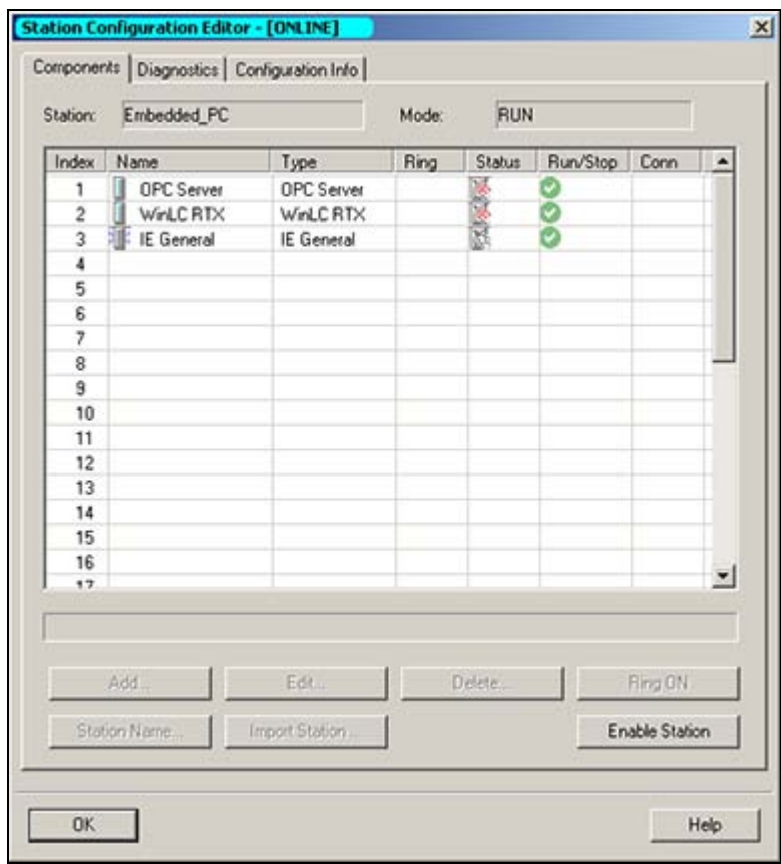 Station Configuration Editor - [ONLINE]
Components Diagnostics Configuration Info
Station: Embedded_PC Mode: RUN
Index Name Type Ring Status Run/Stop Conn
1 OPC Server OPC Server
2 WinLC RTX WinLC RTX
3 IE General IE General
4
5
6
7
8
9
10
11
12
13
14
15
16
17
Add... Edit... Delete... Ring ON
Station Name... Import Station ... Enable Station
OK Help